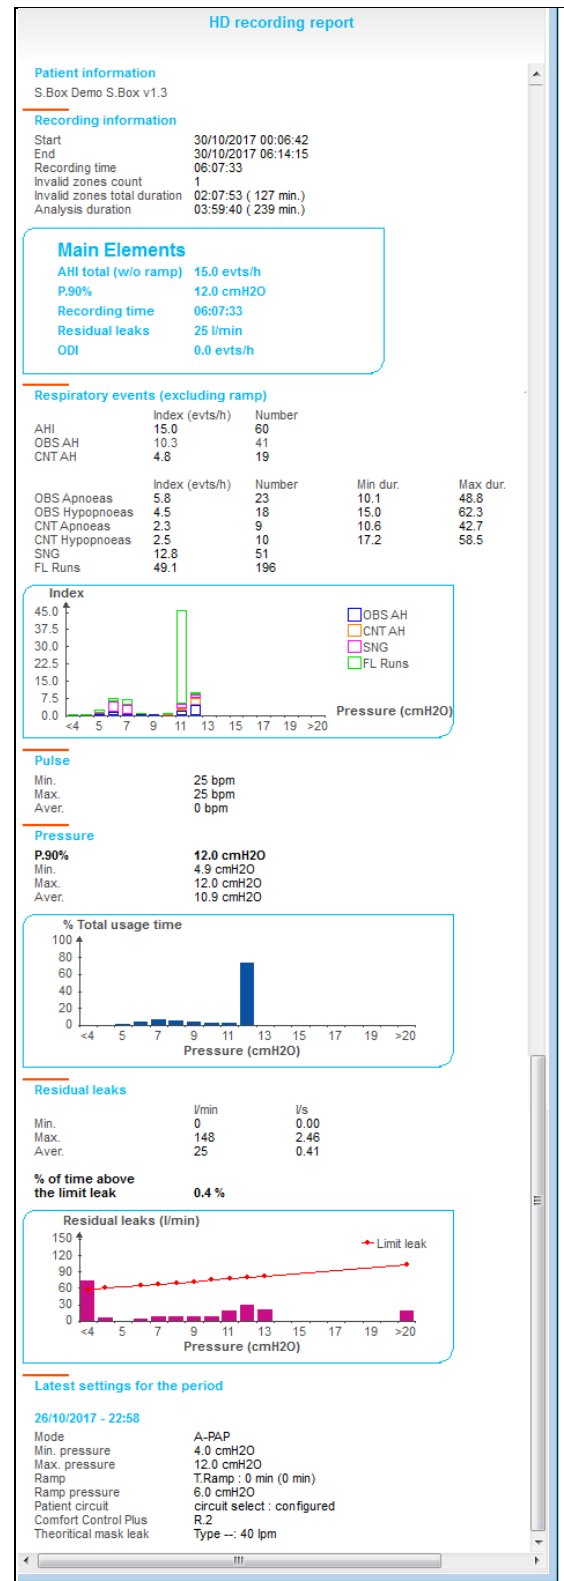 HD recording report
Patient information
S.Box Demo S.Box v1.3
Recording information
Start 30/10/2017 00:06:42
End 30/10/2017 06:14:15
Recording time 06:07:33
Invalid zones count 1
Invalid zones total duration 02:07:53 ( 127 min.)
Analysis duration 03:59:40 ( 239 min.)
Main Elements
AHI total (w/o ramp) 15.0 evts/h
P.90% 12.0 cmH2O
Recording time 06:07:33
Residual leaks 25 l/min
ODI 0.0 evts/h
Respiratory events (excluding ramp)
Index (evts/h) Number
AHI 15.0 60
OBS AH 10.3 41
CNT AH 4.8 19
Index (evts/h) Number Min dur. Max dur.
OBS Apnoeas 5.8 23 10.1 48.8
OBS Hypopnoeas 4.5 18 15.0 62.3
CNT Apnoeas 2.3 9 10.6 42.7
CNT Hypopnoeas 2.5 10 17.2 58.5
SNG 12.8 51
FL Runs 49.1 196
Index
45.0
37.5
30.0
22.5
15.0
7.5
0.0
OBS AH
CNT AH
SNG
FL Runs
Pressure (cmH2O)
<4 5 7 9 11 13 15 17 19 >20
Pulse
Min. 25 bpm
Max. 25 bpm
Aver. 0 bpm
Pressure
P.90% 12.0 cmH2O
Min. 4.9 cmH2O
Max. 12.0 cmH2O
Aver. 10.9 cmH2O
% Total usage time
100
80
60
40
20
0
<4 5 7 9 11 13 15 17 19 >20
Pressure (cmH2O)
Residual leaks
l/min l/s
Min. 0 0.00
Max. 148 2.46
Aver. 25 0.41
% of time above
the limit leak 0.4 %
Residual leaks (l/min)
150
120
90
60
30
0
Limit leak
<4 5 7 9 11 13 15 17 19 >20
Pressure (cmH2O)
Latest settings for the period
26/10/2017 - 22:58
Mode A-PAP
Min. pressure 4.0 cmH2O
Max. pressure 12.0 cmH2O
Ramp T.Ramp : 0 min (0 min)
Ramp pressure 6.0 cmH2O
Patient circuit circuit select : configured
Comfort Control Plus R.2
Theoritical mask leak Type --: 40 lpm